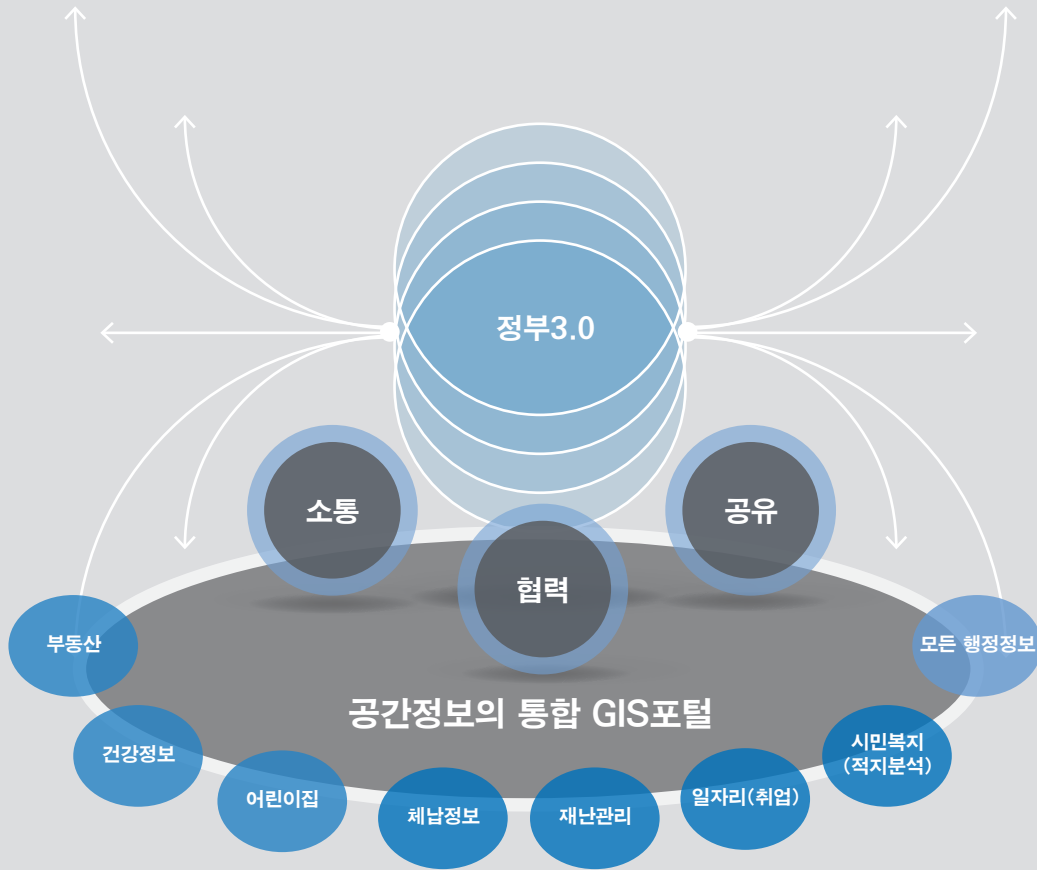 정부3.0
소통
공유
협력
부동산
모든 행정정보
공간정보의 통합 GIS포털
건강정보
시민복지
(적지분석)
어린이집
일자리(취업)
체납정보
재난관리